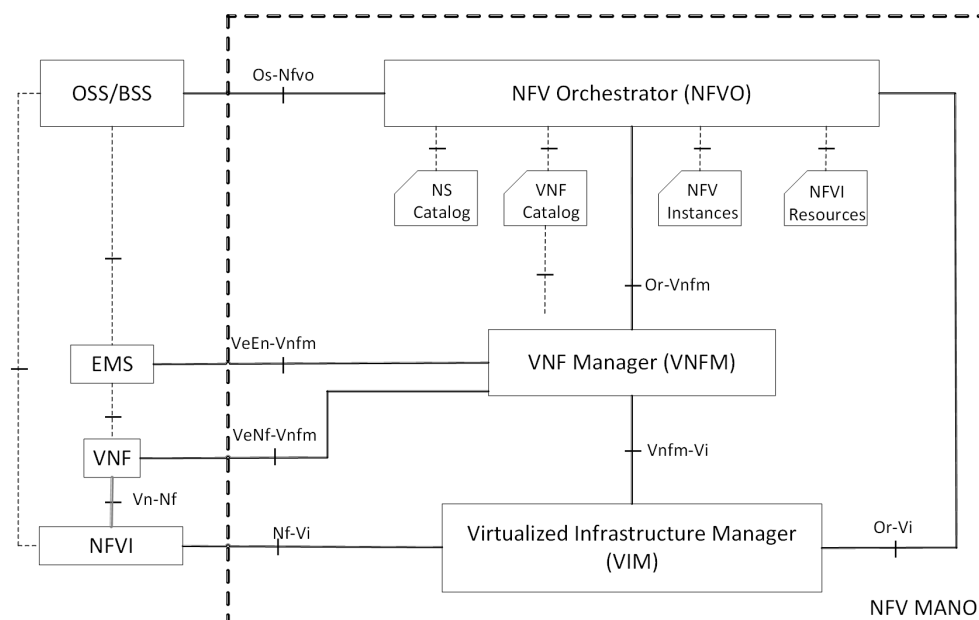 Os-Nfvo
OSS/BSS
NFV Orchestrator (NFVO)
NS
Catalog
VNF
Catalog
NFV
Instances
NFVI
Resources
Or-Vnfm
VeEn-Vnfm
EMS
VNF Manager (VNFM)
VeNf-Vnfm
VNF
Vnfm-Vi
Vn-Nf
NFVI
Nf-Vi
Virtualized Infrastructure Manager
(VIM)
Or-Vi
NFV MANO